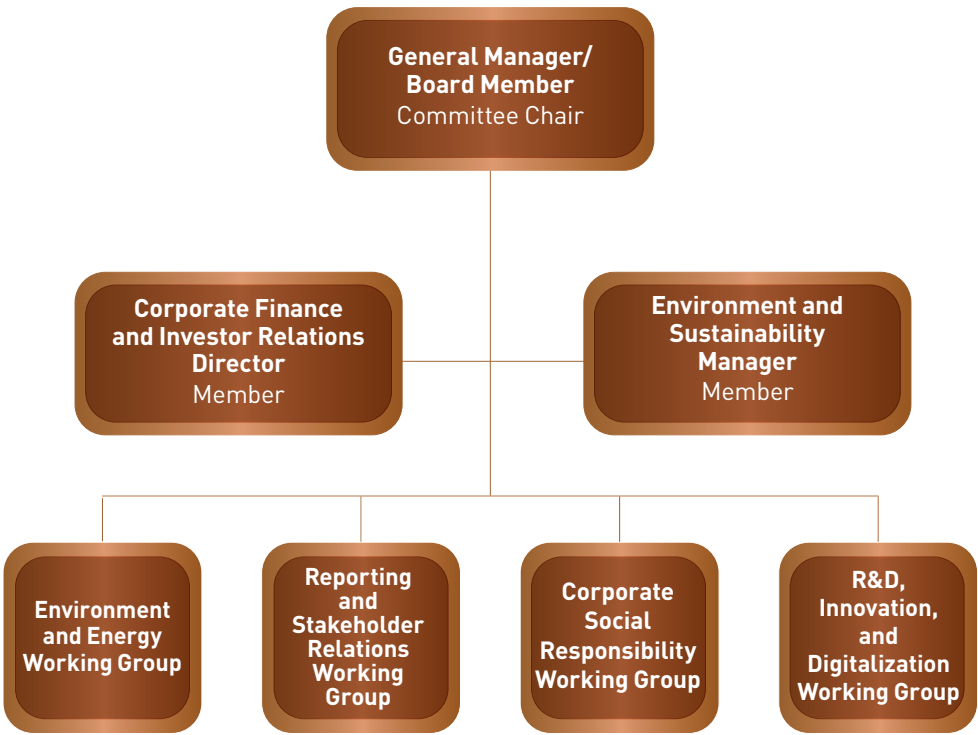 General Manager/
Board Member
Committee Chair
Corporate Finance
and Investor Relations
Director
Member
Environment and
Sustainability
Manager
Member
Environment
and Energy
Working Group
Reporting
and
Stakeholder
Relations
Working
Group
Corporate
Social
Responsibility
Working Group
R&D,
Innovation,
and
Digitalization
Working Group